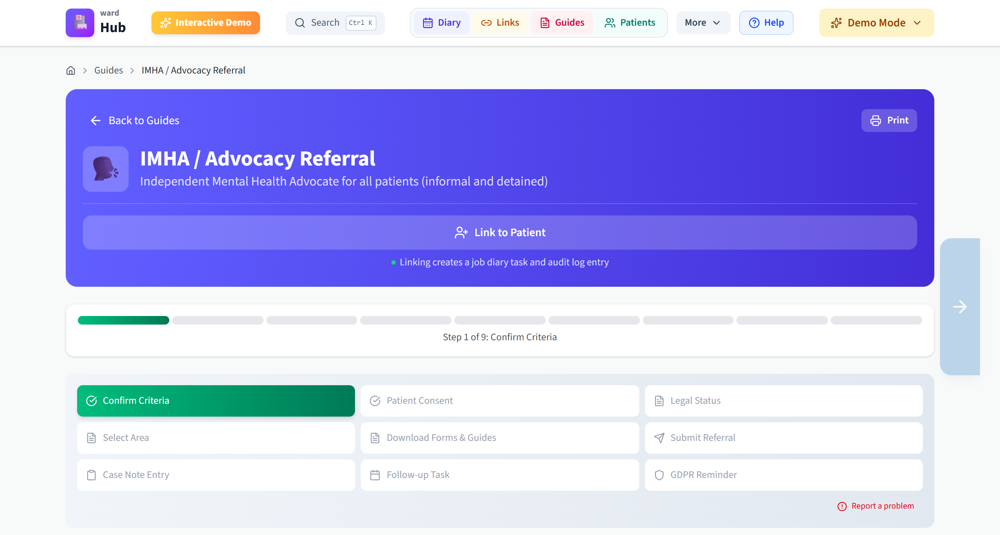 ward
Hub
Interactive Demo
Search Ctrl K
Diary
Links
Guides
Patients
More
Help
Demo Mode
Guides
IMHA / Advocacy Referral
Back to Guides
Print
IMHA / Advocacy Referral
Independent Mental Health Advocate for all patients (informal and detained)
Link to Patient
Linking creates a job diary task and audit log entry
Step 1 of 9: Confirm Criteria
Confirm Criteria
Patient Consent
Legal Status
Select Area
Download Forms & Guides
Submit Referral
Case Note Entry
Follow-up Task
GDPR Reminder
Report a problem